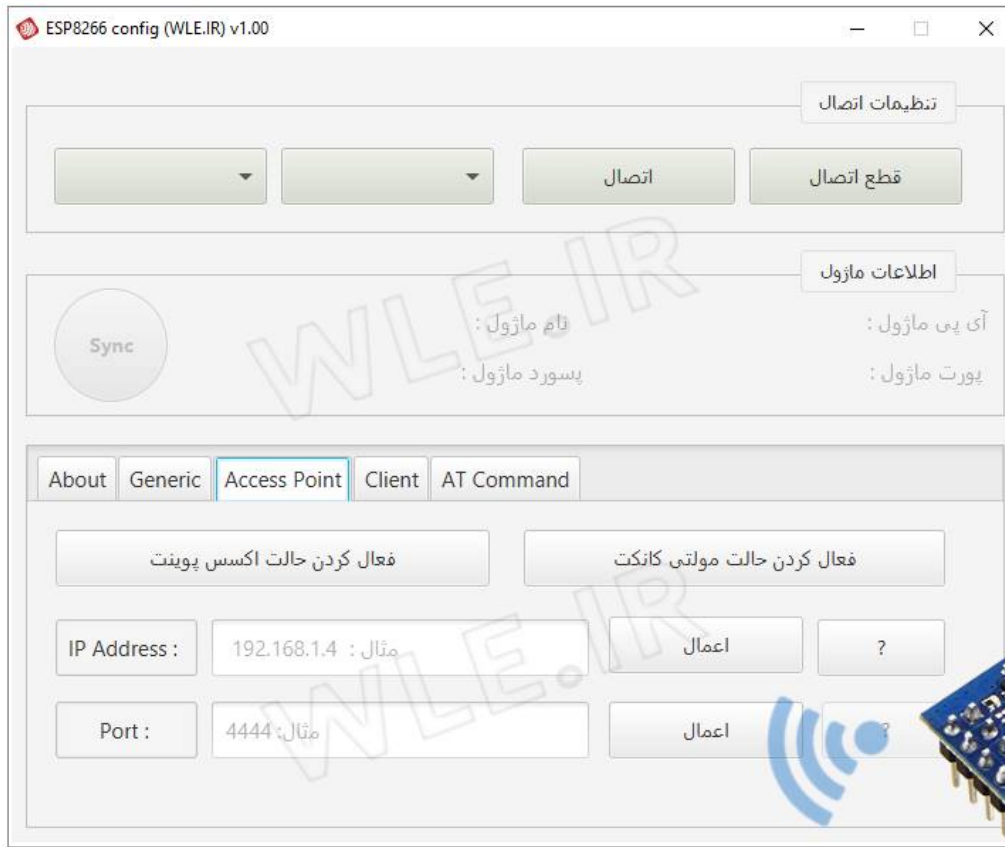 ESP8266 config (WLE.IR) v1.00
تنظیمات اتصال
قطع اتصال
اتصال
اطلاعات ماژول
آی پی ماژول :
نام ماژول :
Sync
پورت ماژول :
پسورد ماژول :
About Generic Access Point Client AT Command
فعال کردن حالت مولتی کانکت
فعال کردن حالت اکسس پوینت
IP Address :
مثال : 192.168.1.4
اعمال
?
Port :
مثال: 4444
اعمال
?
WLE.IR
WLE.IR